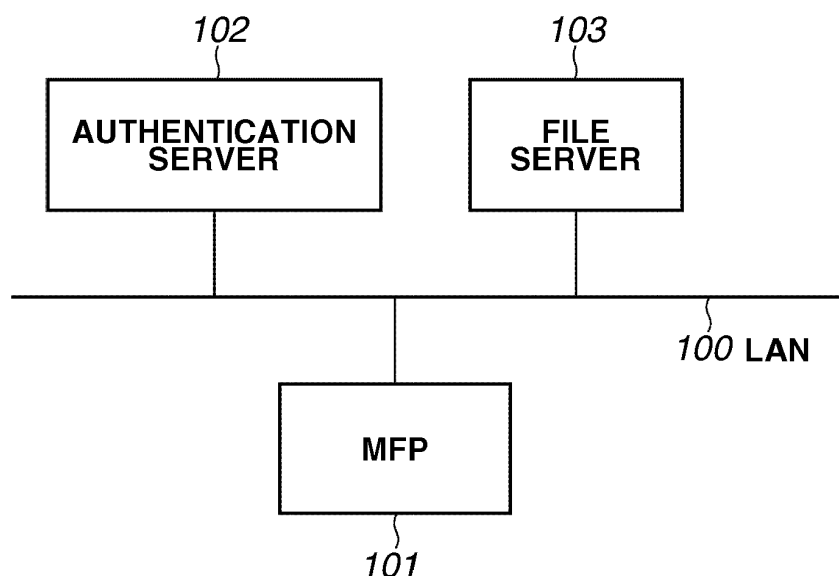 102
103
AUTHENTICATION
SERVER
FILE
SERVER
100 LAN
MFP
101